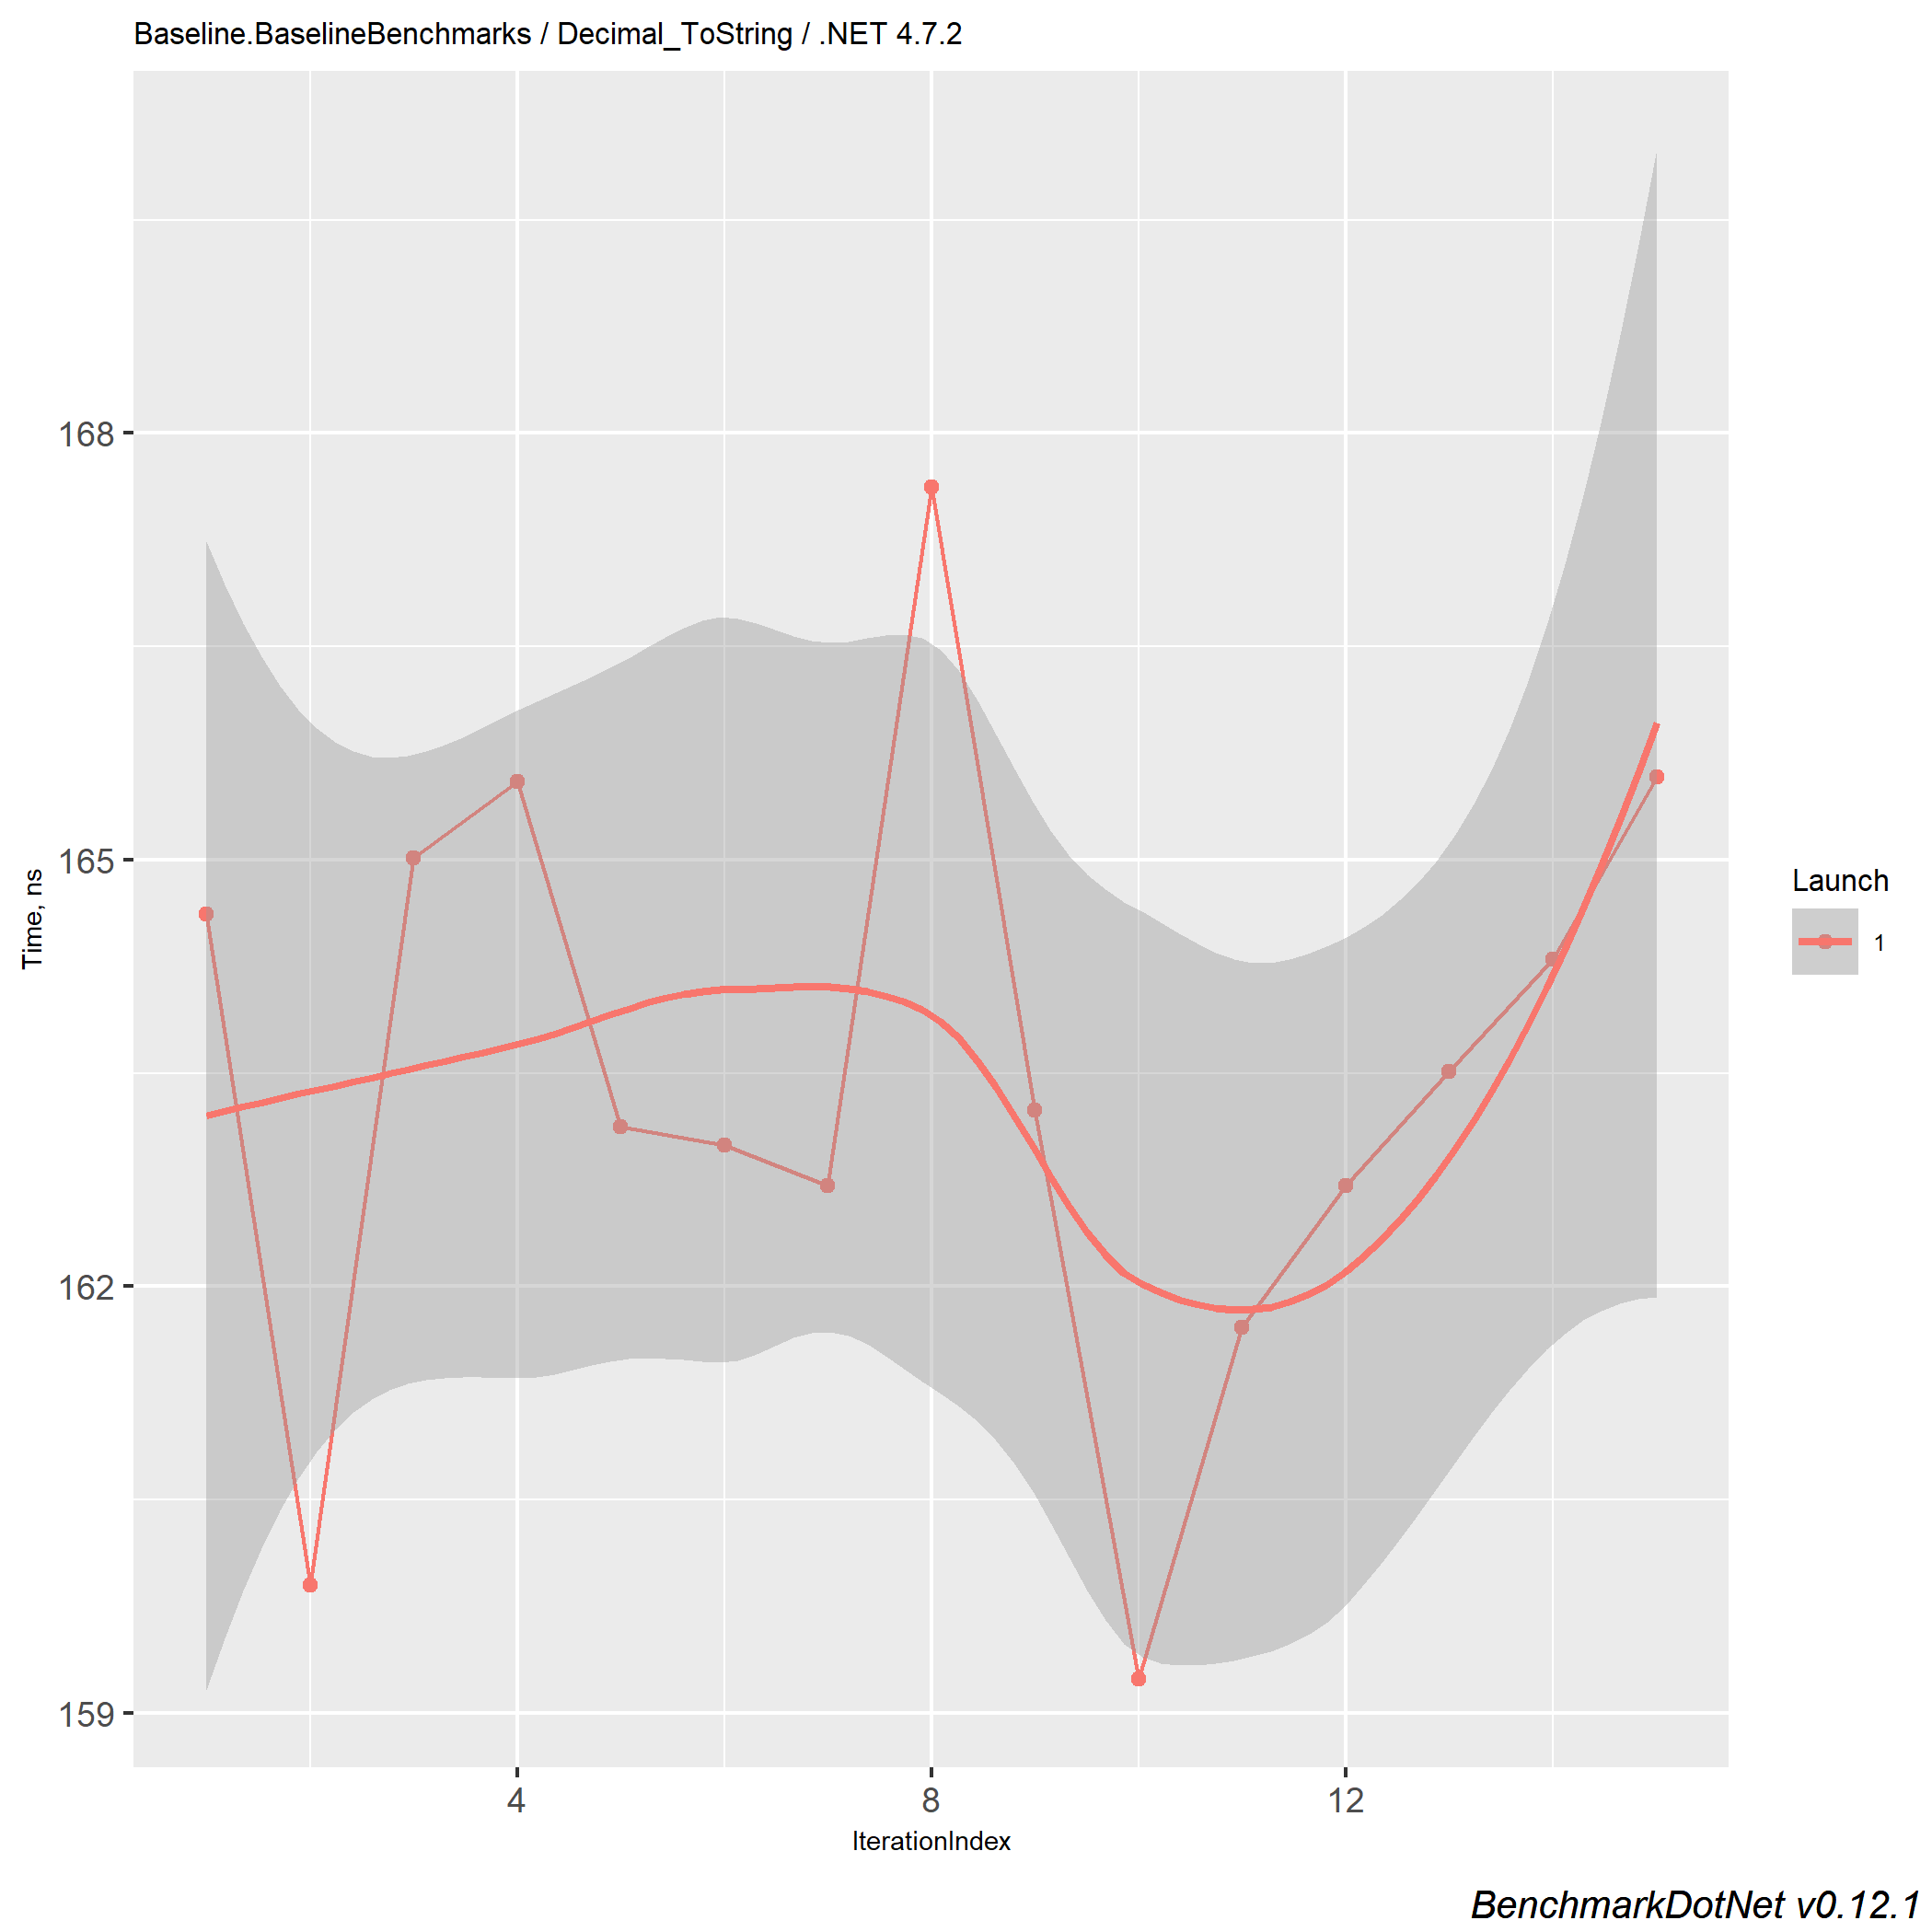 Baseline.BaselineBenchmarks / Decimal_ToString / .NET 4.7.2
168
165
162
159
Time, ns
4 8 12
IterationIndex
Launch
1
BenchmarkDotNet v0.12.1